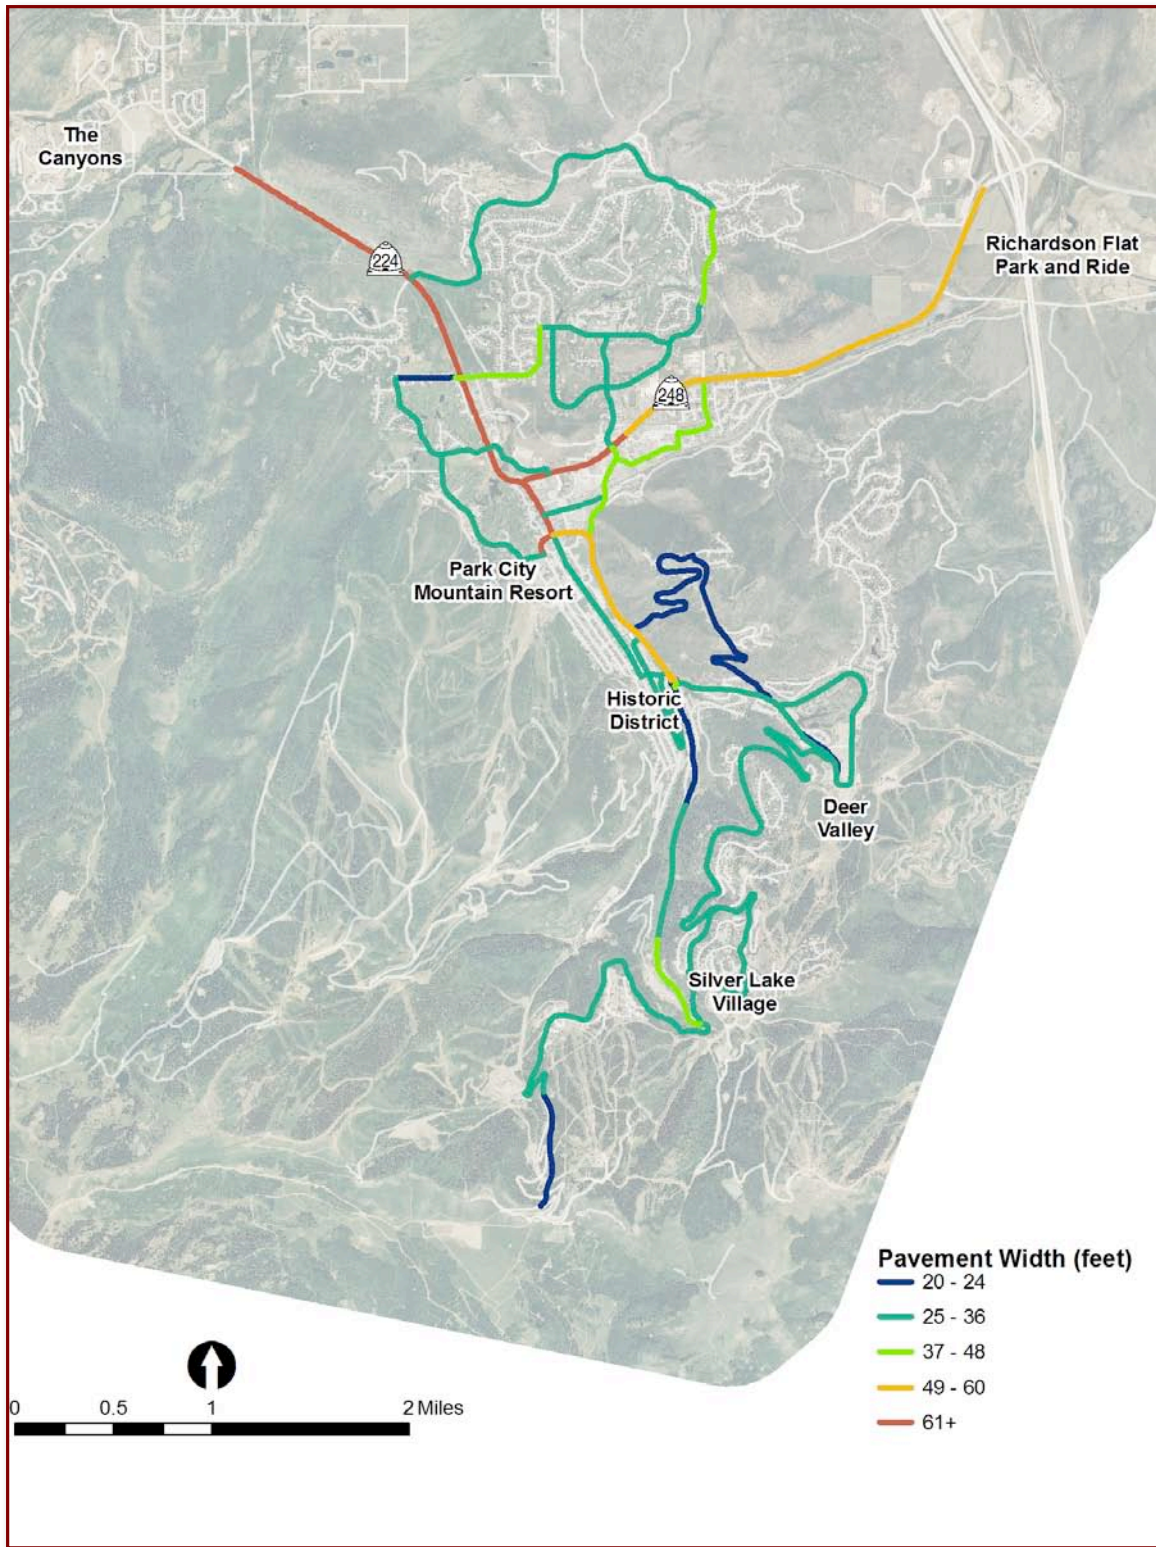 The
Canyons
224
Richardson Flat
Park and Ride
248
Park City
Mountain Resort
Historic
District
Deer
Valley
Silver Lake
Village
Pavement Width (feet)
20 - 24
25 - 36
37 - 48
49 - 60
61+
0 0.5 1 2 Miles